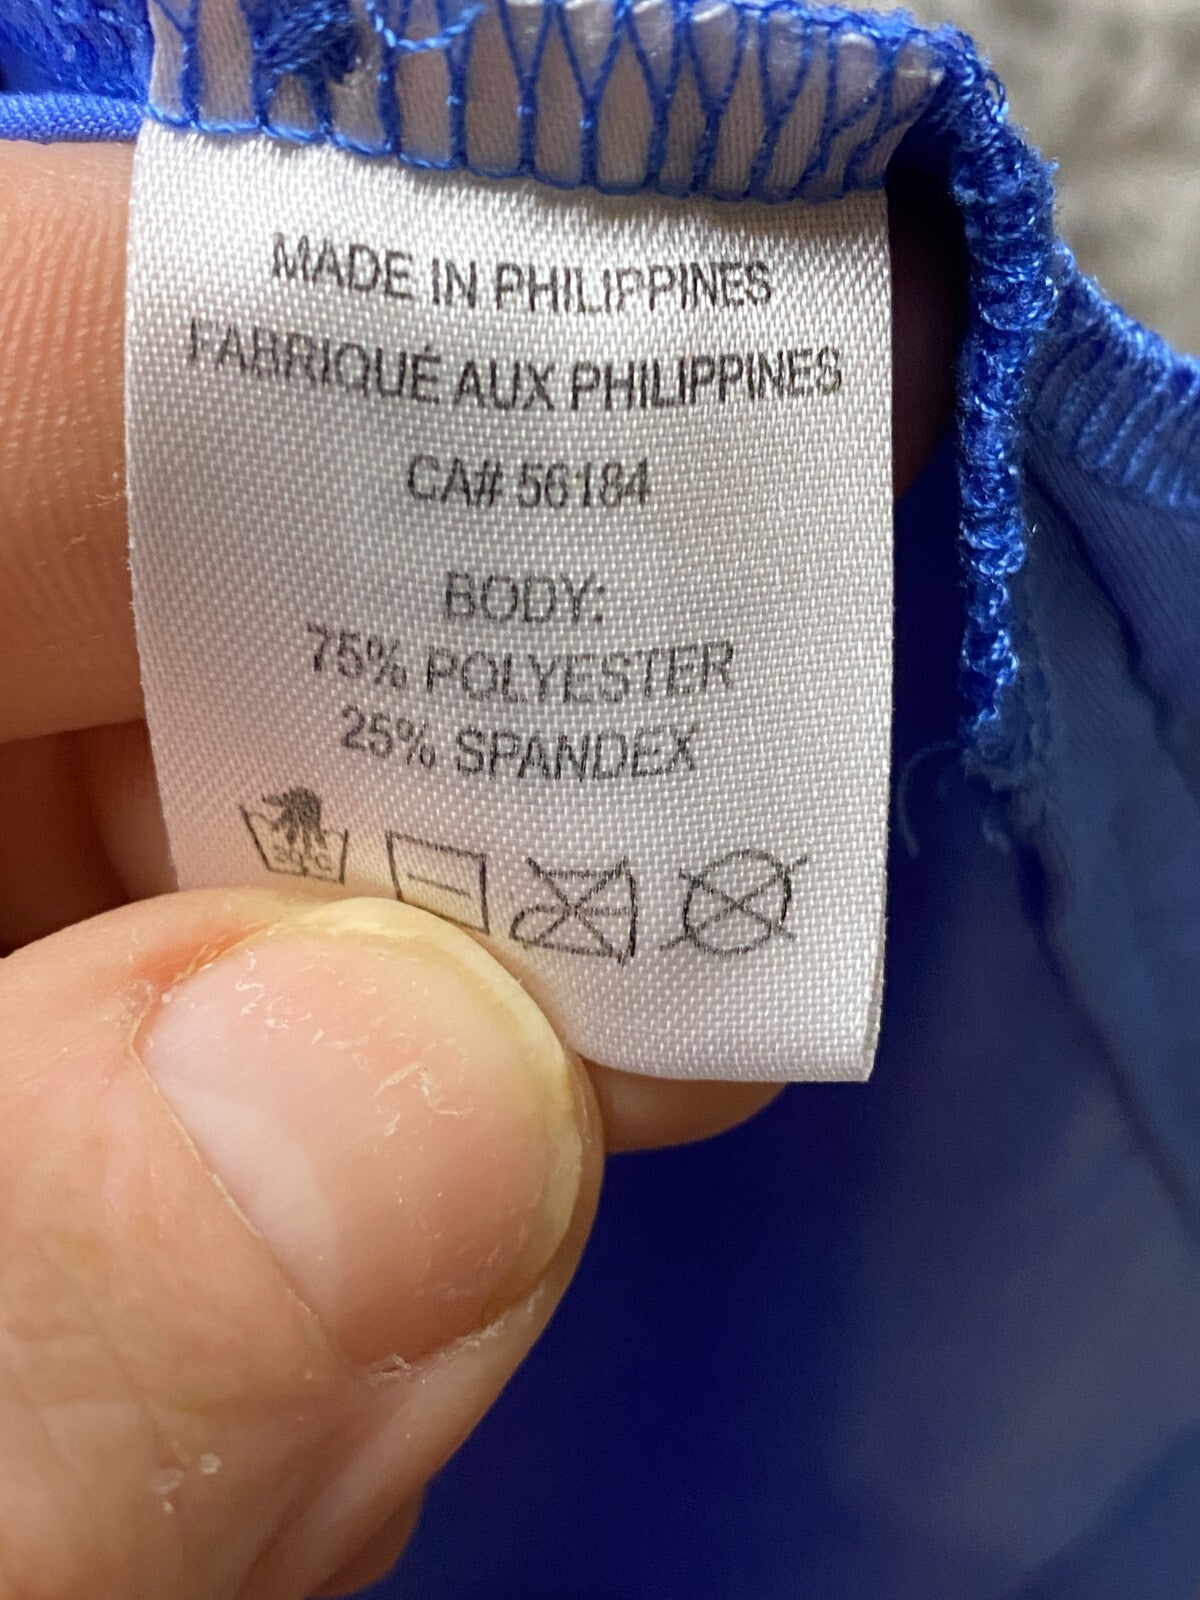 MADE IN PHILIPPINES
FABRIQUÉ AUX PHILIPPINES
CA# 56184
BODY:
75% POLYESTER
25% SPANDEX
30°C